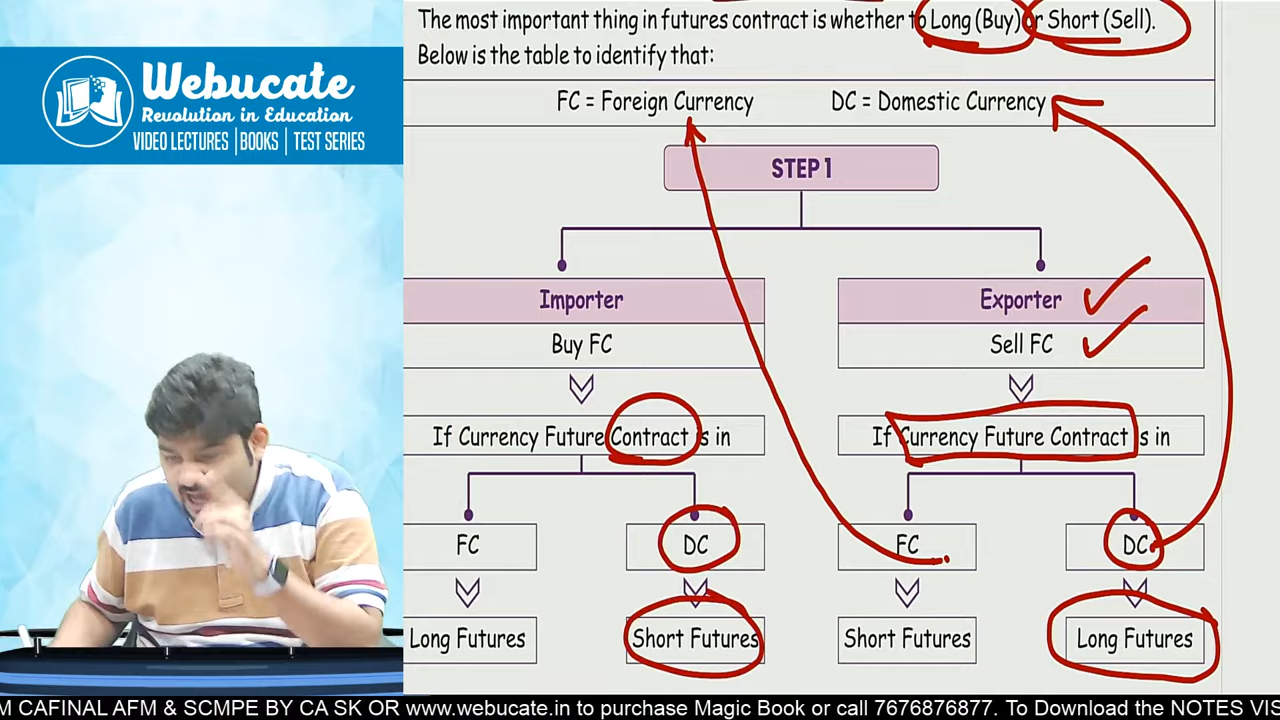 The most important thing in futures contract is whether to Long (Buy) or Short (Sell).
Below is the table to identify that:
FC = Foreign Currency DC = Domestic Currency
Webucate
Revolution in Education
VIDEO LECTURES | BOOKS | TEST SERIES
STEP 1
Importer Exporter
Buy FC Sell FC
If Currency Future Contract is in If Currency Future Contract is in
FC DC FC DC
Long Futures Short Futures Short Futures Long Futures
M CAFINAL AFM & SCMPE BY CA SK OR www.webucate.in to purchase Magic Book or call 7676876877. To Download the NOTES VIS